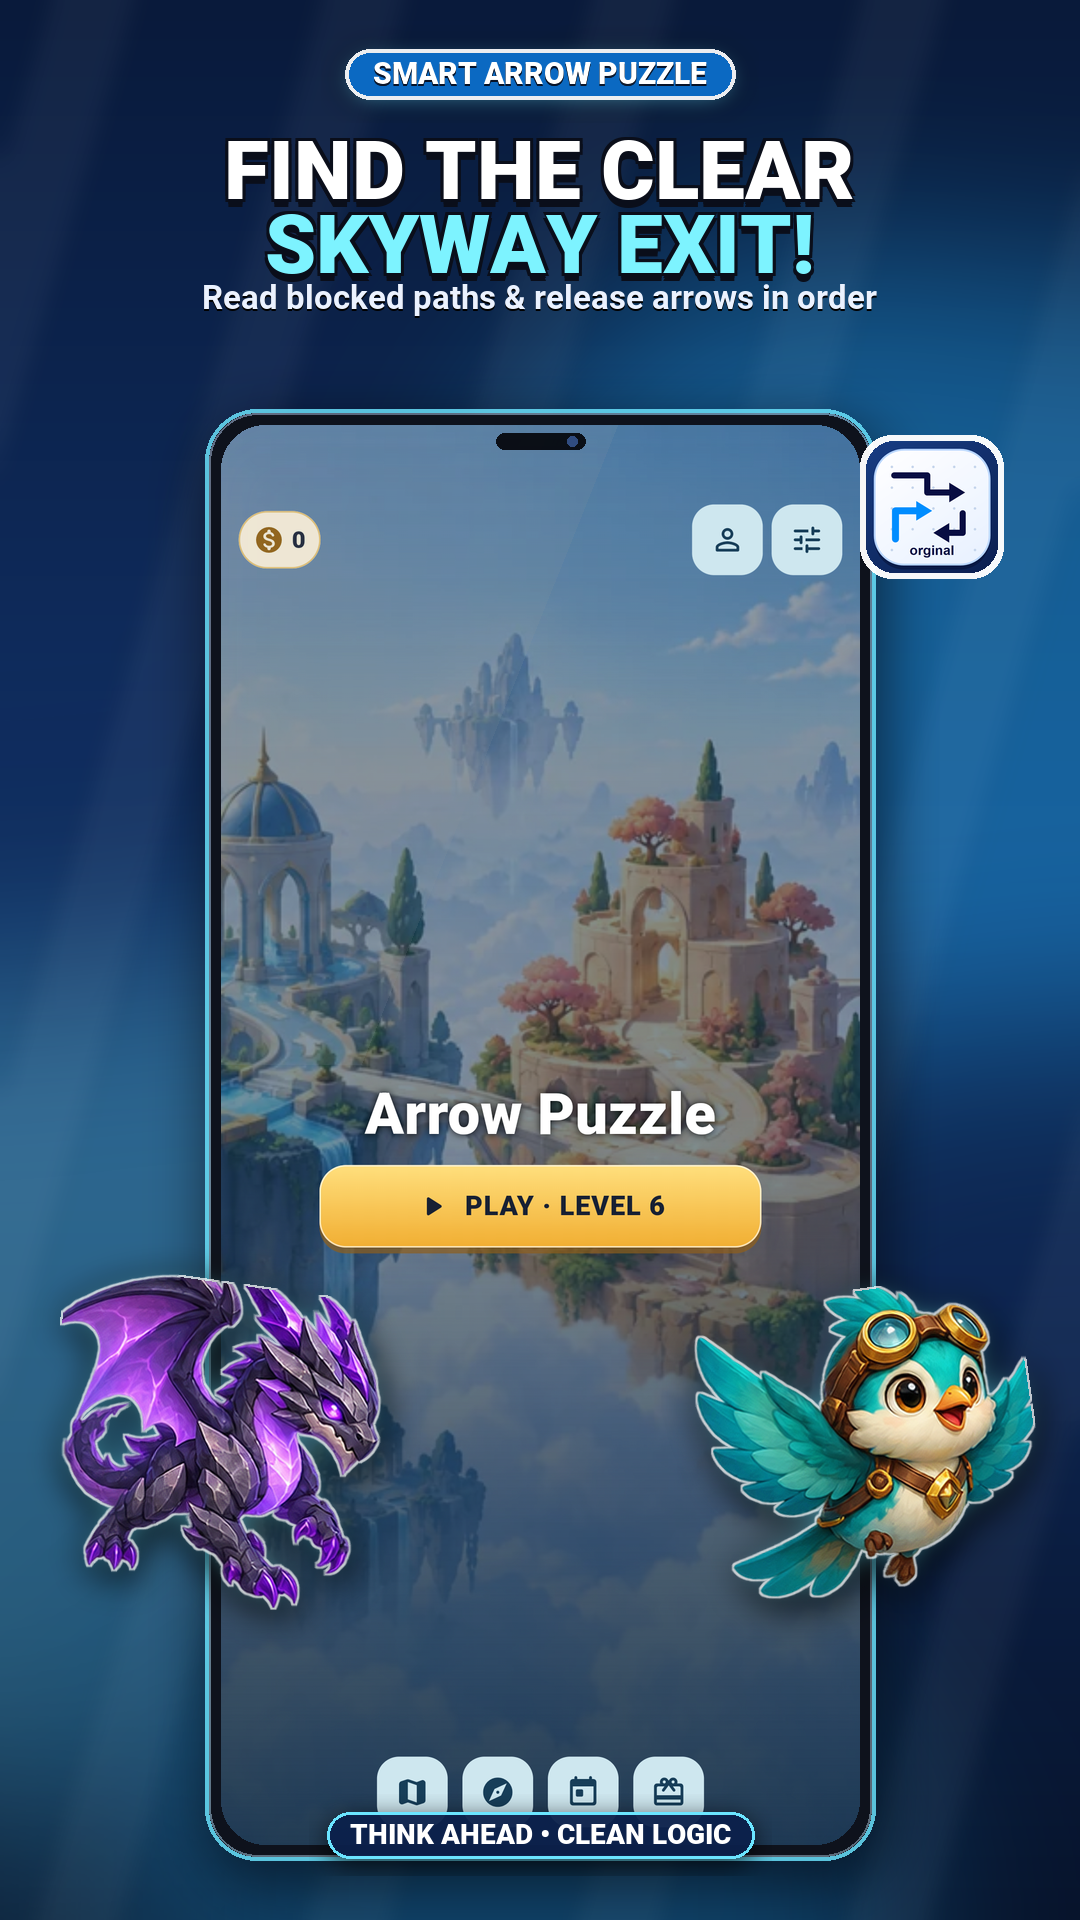 SMART ARROW PUZZLE
FIND THE CLEAR
SKYWAY EXIT!
Read blocked paths & release arrows in order
orginal
$ 0
Arrow Puzzle
PLAY · LEVEL 6
THINK AHEAD • CLEAN LOGIC